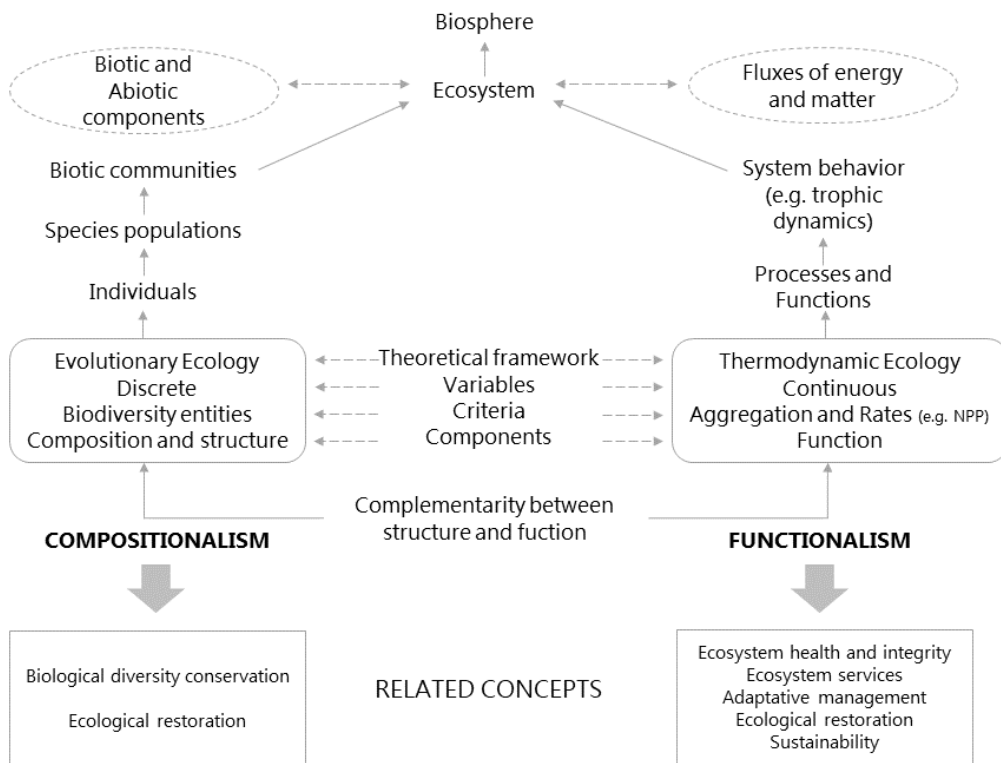 Biosphere
Biotic and
Abiotic
components
Ecosystem
Fluxes of energy
and matter
Biotic communities
System behavior
(e.g. trophic
dynamics)
Species populations
Processes and
Functions
Individuals
Evolutionary Ecology
Discrete
Biodiversity entities
Composition and structure
Theoretical framework
Variables
Criteria
Components
Thermodynamic Ecology
Continuous
Aggregation and Rates (e.g. NPP)
Function
Complementarity between
structure and fuction
COMPOSITIONALISM
FUNCTIONALISM
Biological diversity conservation
Ecological restoration
RELATED CONCEPTS
Ecosystem health and integrity
Ecosystem services
Adaptative management
Ecological restoration
Sustainability